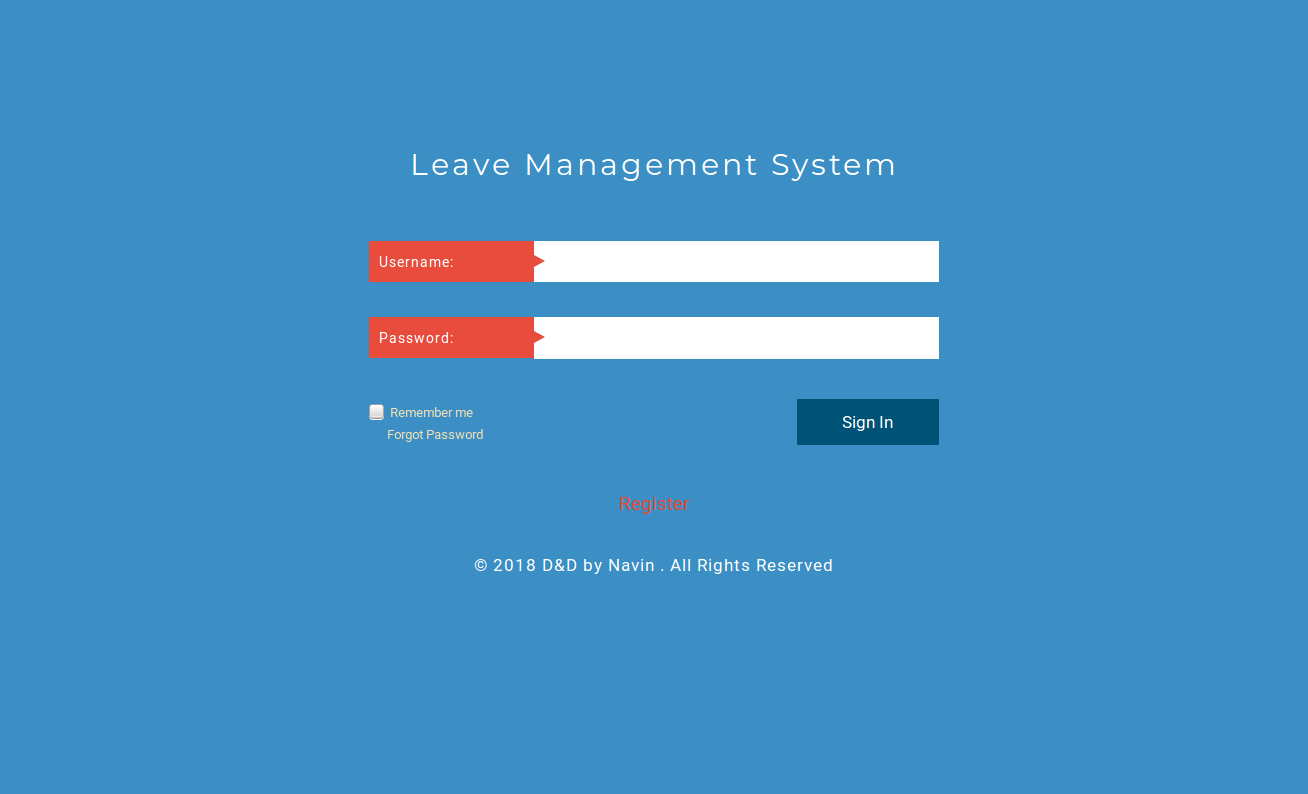 Leave Management System
Username:
Password:
Remember me
Sign In
Forgot Password
Register
© 2018 D&D by Navin . All Rights Reserved